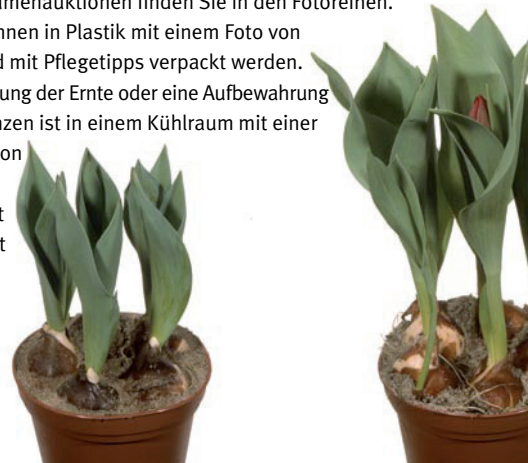 menauktionen finden Sie in den Fotoreihen.
nnen in Plastik mit einem Foto von
d mit Pflegetipps verpackt werden.
ung der Ernte oder eine Aufbewahrung
nzen ist in einem Kühlraum mit einer
on
t
t